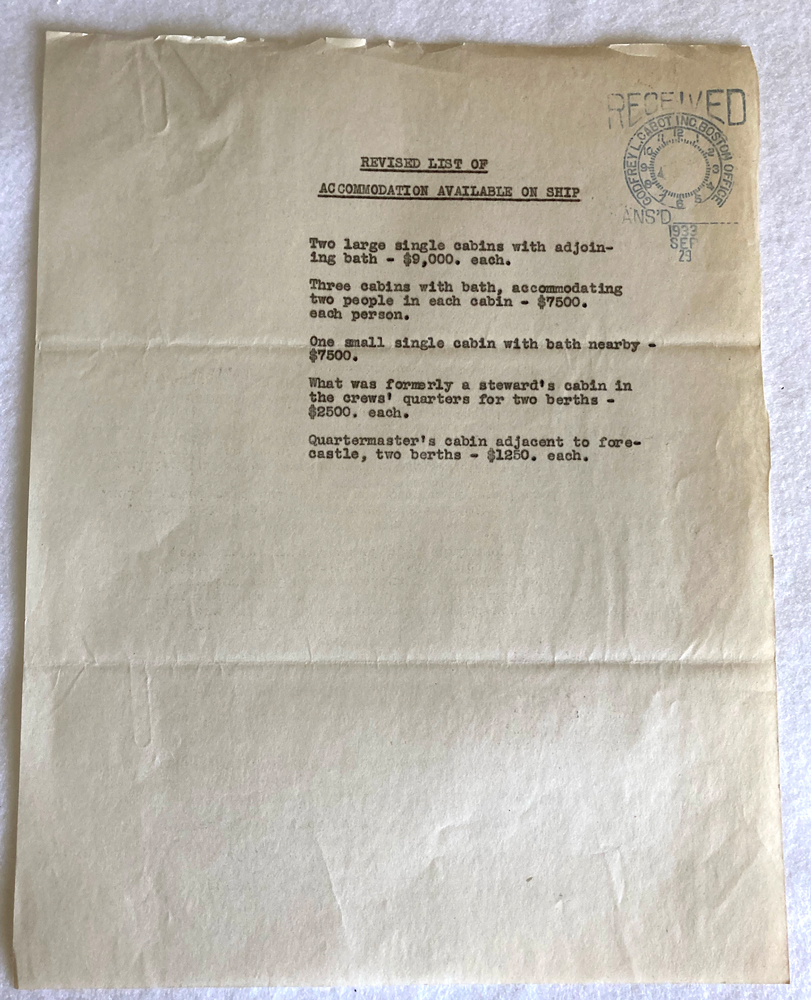 RECEIVED
GODFREY L. CABOT INC. BOSTON OFFICE
ANS'D
1933
SEP
29
REVISED LIST OF
ACCOMMODATION AVAILABLE ON SHIP
Two large single cabins with adjoin-
ing bath - $9,000. each.
Three cabins with bath, accommodating
two people in each cabin - $7500.
each person.
One small single cabin with bath nearby -
$7500.
What was formerly a steward's cabin in
the crews' quarters for two berths -
$2500. each.
Quartermaster's cabin adjacent to fore-
castle, two berths - $1250. each.